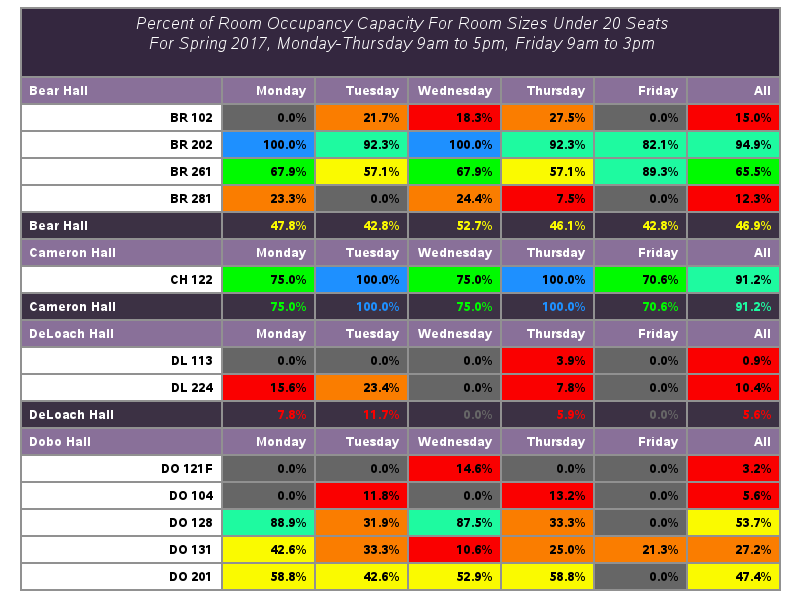 Percent of Room Occupancy Capacity For Room Sizes Under 20 Seats
For Spring 2017, Monday-Thursday 9am to 5pm, Friday 9am to 3pm
Bear Hall Monday Tuesday Wednesday Thursday Friday All
BR 102 0.0% 21.7% 18.3% 27.5% 0.0% 15.0%
BR 202 100.0% 92.3% 100.0% 92.3% 82.1% 94.9%
BR 261 67.9% 57.1% 67.9% 57.1% 89.3% 65.5%
BR 281 23.3% 0.0% 24.4% 7.5% 0.0% 12.3%
Bear Hall 47.8% 42.8% 52.7% 46.1% 42.8% 46.9%
Cameron Hall Monday Tuesday Wednesday Thursday Friday All
CH 122 75.0% 100.0% 75.0% 100.0% 70.6% 91.2%
Cameron Hall 75.0% 100.0% 75.0% 100.0% 70.6% 91.2%
DeLoach Hall Monday Tuesday Wednesday Thursday Friday All
DL 113 0.0% 0.0% 0.0% 3.9% 0.0% 0.9%
DL 224 15.6% 23.4% 0.0% 7.8% 0.0% 10.4%
DeLoach Hall 7.8% 11.7% 0.0% 5.9% 0.0% 5.6%
Dobo Hall Monday Tuesday Wednesday Thursday Friday All
DO 121F 0.0% 0.0% 14.6% 0.0% 0.0% 3.2%
DO 104 0.0% 11.8% 0.0% 13.2% 0.0% 5.6%
DO 128 88.9% 31.9% 87.5% 33.3% 0.0% 53.7%
DO 131 42.6% 33.3% 10.6% 25.0% 21.3% 27.2%
DO 201 58.8% 42.6% 52.9% 58.8% 0.0% 47.4%